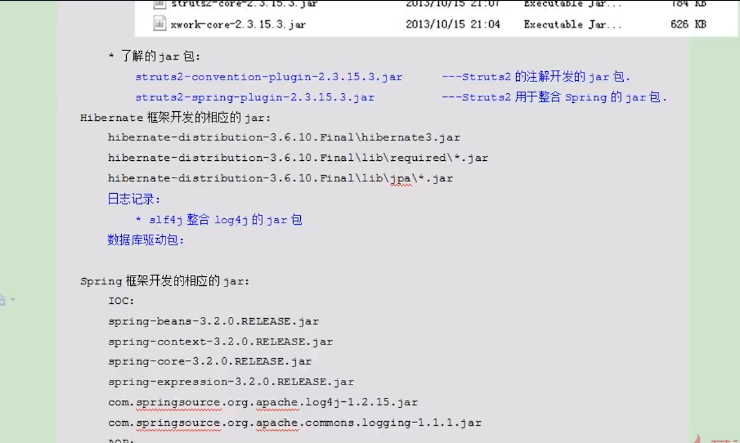 struts2-core-2.3.15.3.jar 2013/10/15 21:07 Executable Jar... 784 KB
xwork-core-2.3.15.3.jar 2013/10/15 21:04 Executable Jar... 626 KB
* 了解的 jar 包:
struts2-convention-plugin-2.3.15.3.jar ---Struts2 的注解开发的 jar 包.
struts2-spring-plugin-2.3.15.3.jar ---Struts2 用于整合 Spring 的 jar 包.
Hibernate 框架开发的相应的 jar:
hibernate-distribution-3.6.10.Final\hibernate3.jar
hibernate-distribution-3.6.10.Final\lib\required\*.jar
hibernate-distribution-3.6.10.Final\lib\jpa\*.jar
日志记录:
* slf4j 整合 log4j 的 jar 包
数据库驱动包:
Spring 框架开发的相应的 jar:
IOC:
spring-beans-3.2.0.RELEASE.jar
spring-context-3.2.0.RELEASE.jar
spring-core-3.2.0.RELEASE.jar
spring-expression-3.2.0.RELEASE.jar
com.springsource.org.apache.log4j-1.2.15.jar
com.springsource.org.apache.commons.logging-1.1.1.jar
AOP: